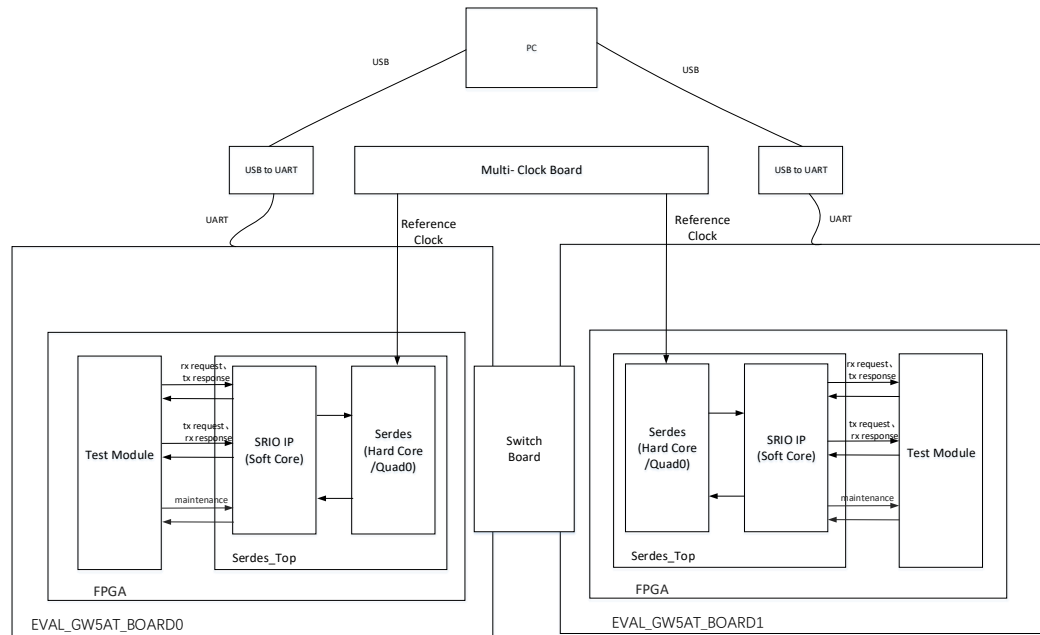 PC
USB
USB
USB to UART
Multi- Clock Board
USB to UART
UART
Reference
Clock
Reference
Clock
UART
rx request、
tx response
tx request、
rx response
maintenance
Test Module
SRIO IP
(Soft Core)
Serdes
(Hard Core
/Quad0)
Serdes_Top
FPGA
EVAL_GW5AT_BOARD0
Switch
Board
Serdes
(Hard Core
/Quad0)
SRIO IP
(Soft Core)
rx request、
tx response
tx request、
rx response
maintenance
Test Module
Serdes_Top
FPGA
EVAL_GW5AT_BOARD1